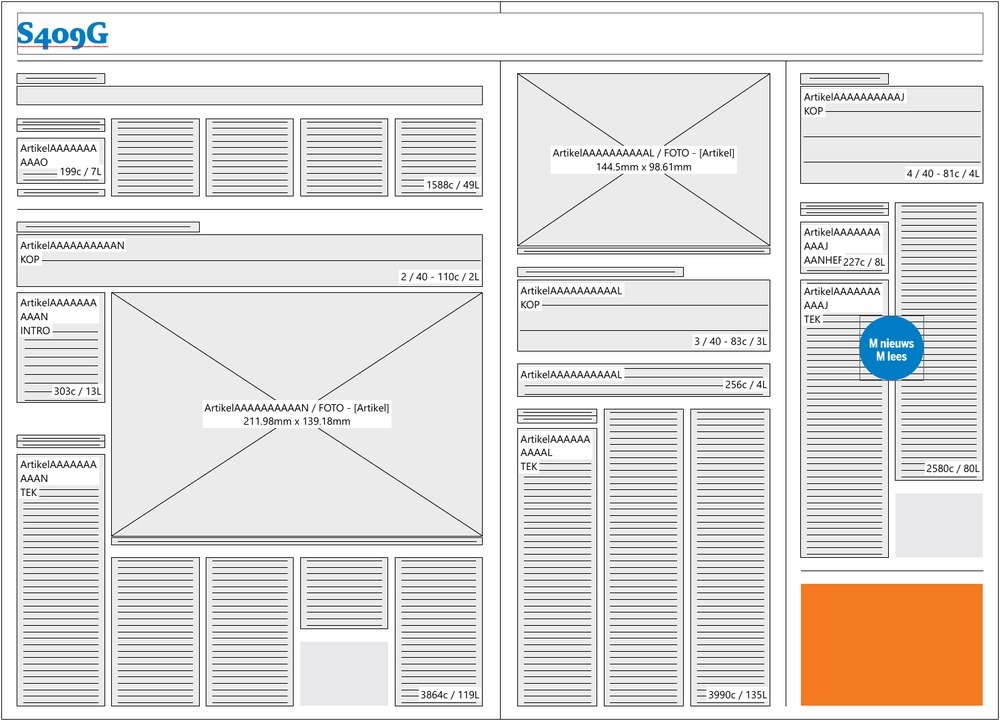 S409G
ArtikelAAAAAAA
AAAO
199c / 7L
1588c / 49L
ArtikelAAAAAAAAAAN
KOP
2 / 40 - 110c / 2L
ArtikelAAAAAAA
AAAN
INTRO
303c / 13L
ArtikelAAAAAAAAAAN / FOTO - [Artikel]
211.98mm x 139.18mm
ArtikelAAAAAAA
AAAN
TEK
3864c / 119L
ArtikelAAAAAAAAAAL / FOTO - [Artikel]
144.5mm x 98.61mm
ArtikelAAAAAAAAAAL
KOP
3 / 40 - 83c / 3L
ArtikelAAAAAAAAAAL
256c / 4L
ArtikelAAAAAA
AAAAL
TEK
3990c / 135L
ArtikelAAAAAAAAAAJ
KOP
4 / 40 - 81c / 4L
ArtikelAAAAAAA
AAAJ
AANHEF 227c / 8L
ArtikelAAAAAAA
AAAJ
TEK
M nieuws
M lees
2580c / 80L